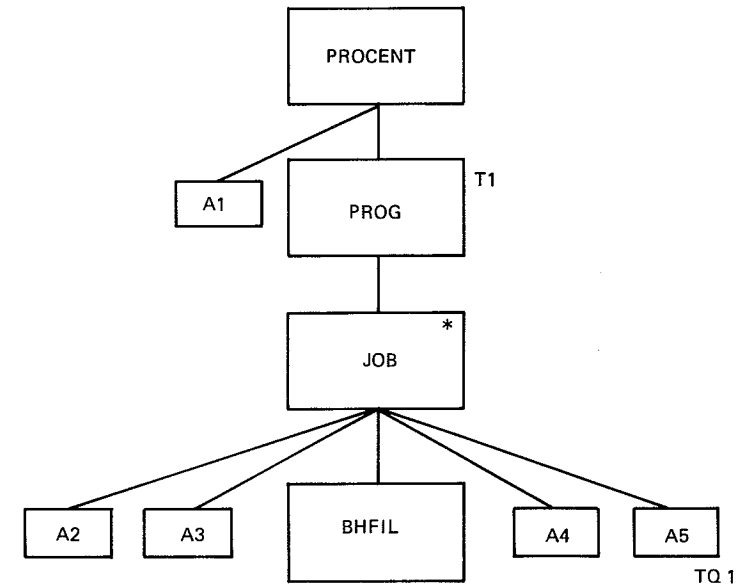 PROCENT
A1
PROG
T1
*
JOB
A2
A3
BHFIL
A4
A5
TQ 1